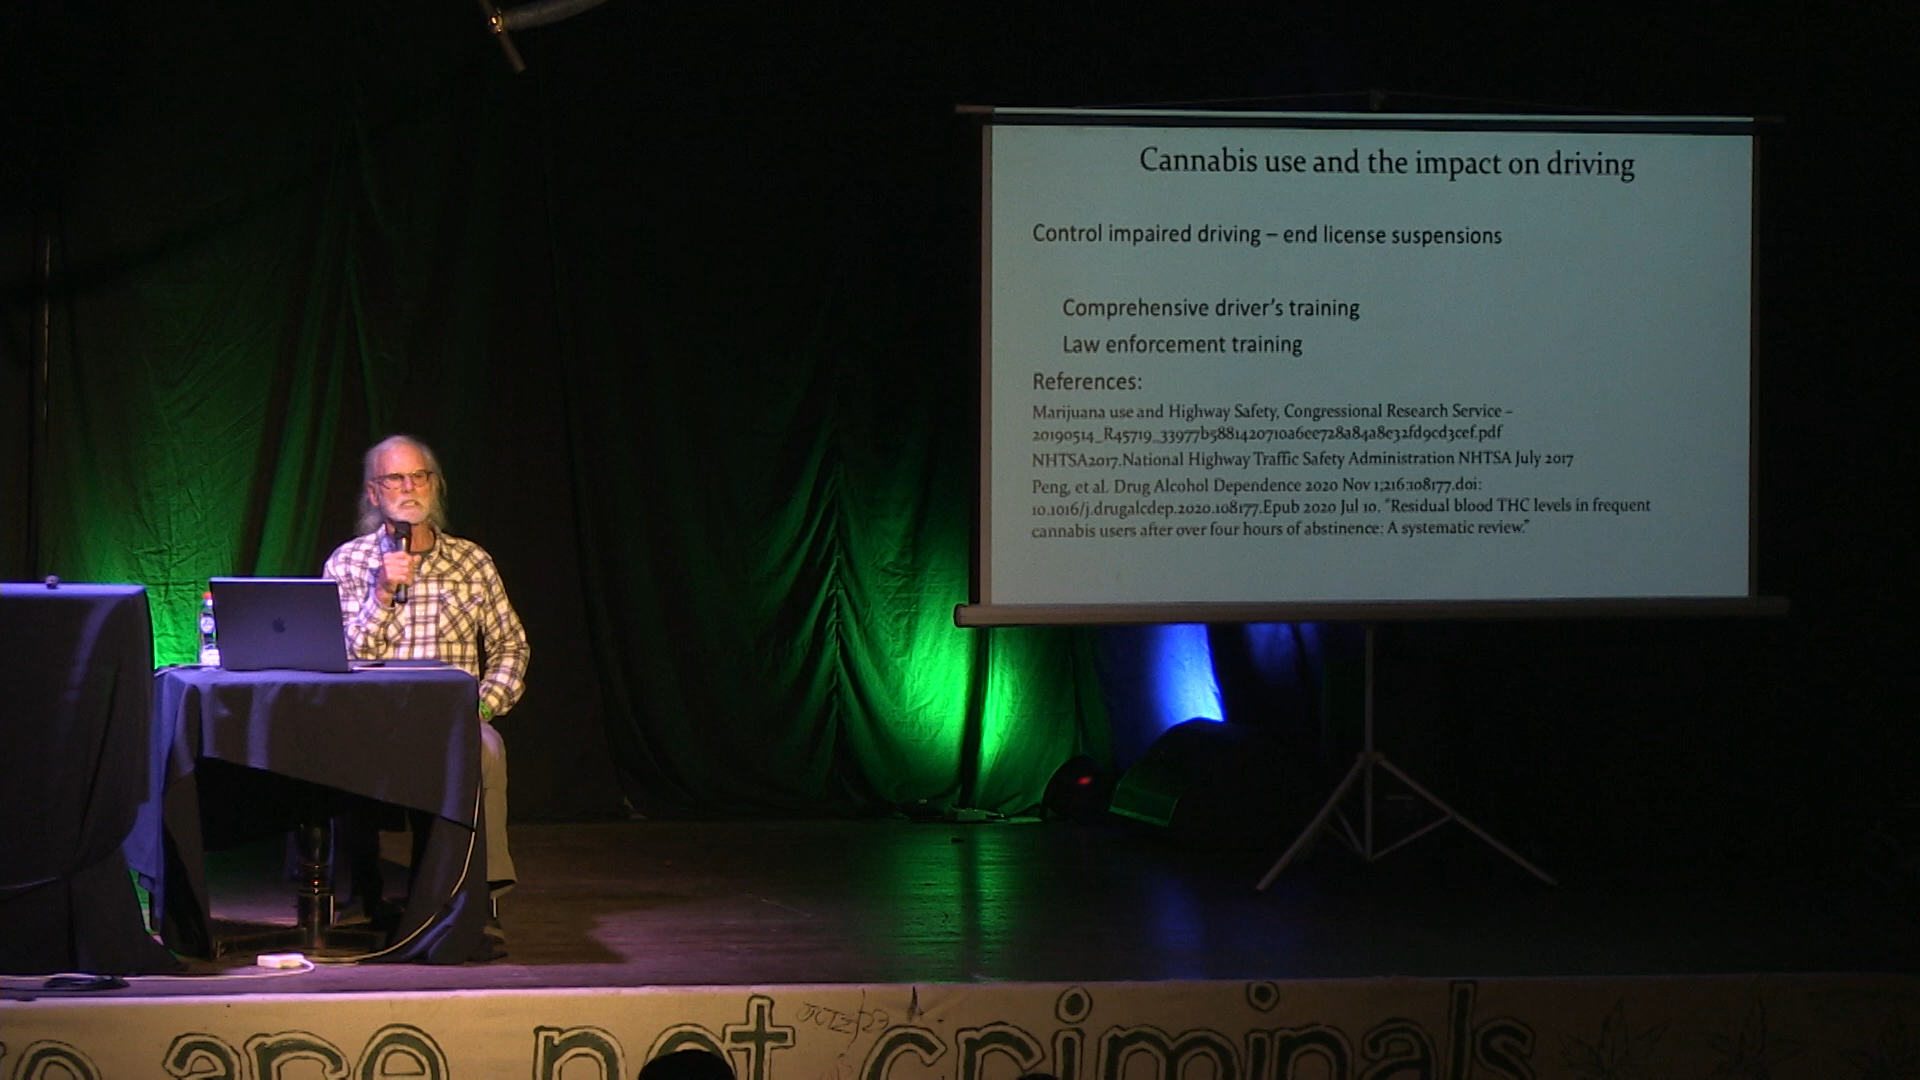 Cannabis use and the impact on driving
Control impaired driving – end license suspensions
Comprehensive driver's training
Law enforcement training
References:
Marijuana use and Highway Safety, Congressional Research Service –
20190514_R45719_33977b5881420710a6ee728a84a8e32fd9cd3cef.pdf
NHTSA2017.National Highway Traffic Safety Administration NHTSA July 2017
Peng, et al. Drug Alcohol Dependence 2020 Nov 1;216:108177.doi:
10.1016/j.drugalcdep.2020.108177.Epub 2020 Jul 10. "Residual blood THC levels in frequent
cannabis users after over four hours of abstinence: A systematic review."
are not criminals